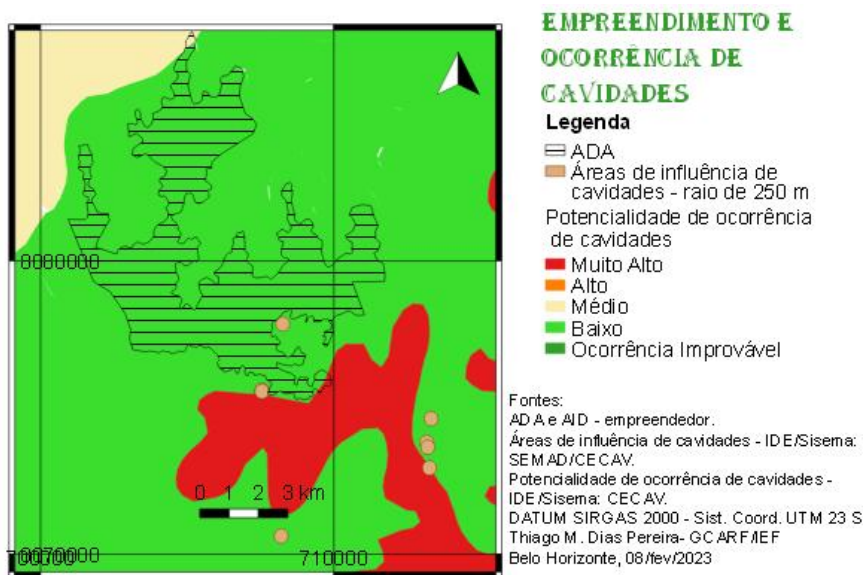 EMPREENDIMENTO E
OCORRÊNCIA DE
CAVIDADES
Legenda
ADA
Áreas de influência de
cavidades - raio de 250 m
Potencialidade de ocorrência
de cavidades
Muito Alto
Alto
Médio
Baixo
Ocorrência Improvável
0080000
0 1 2 3 km
0070000
700000
710000
Fontes:
ADA e AID - empreendedor.
Áreas de influência de cavidades - IDE/Sisema:
SEMAD/CECAV.
Potencialidade de ocorrência de cavidades -
IDE/Sisema: CECAV.
DATUM SIRGAS 2000 - Sist. Coord. UTM 23 S
Thiago M. Dias Pereira- GCARF/IEF
Belo Horizonte, 08/fev/2023